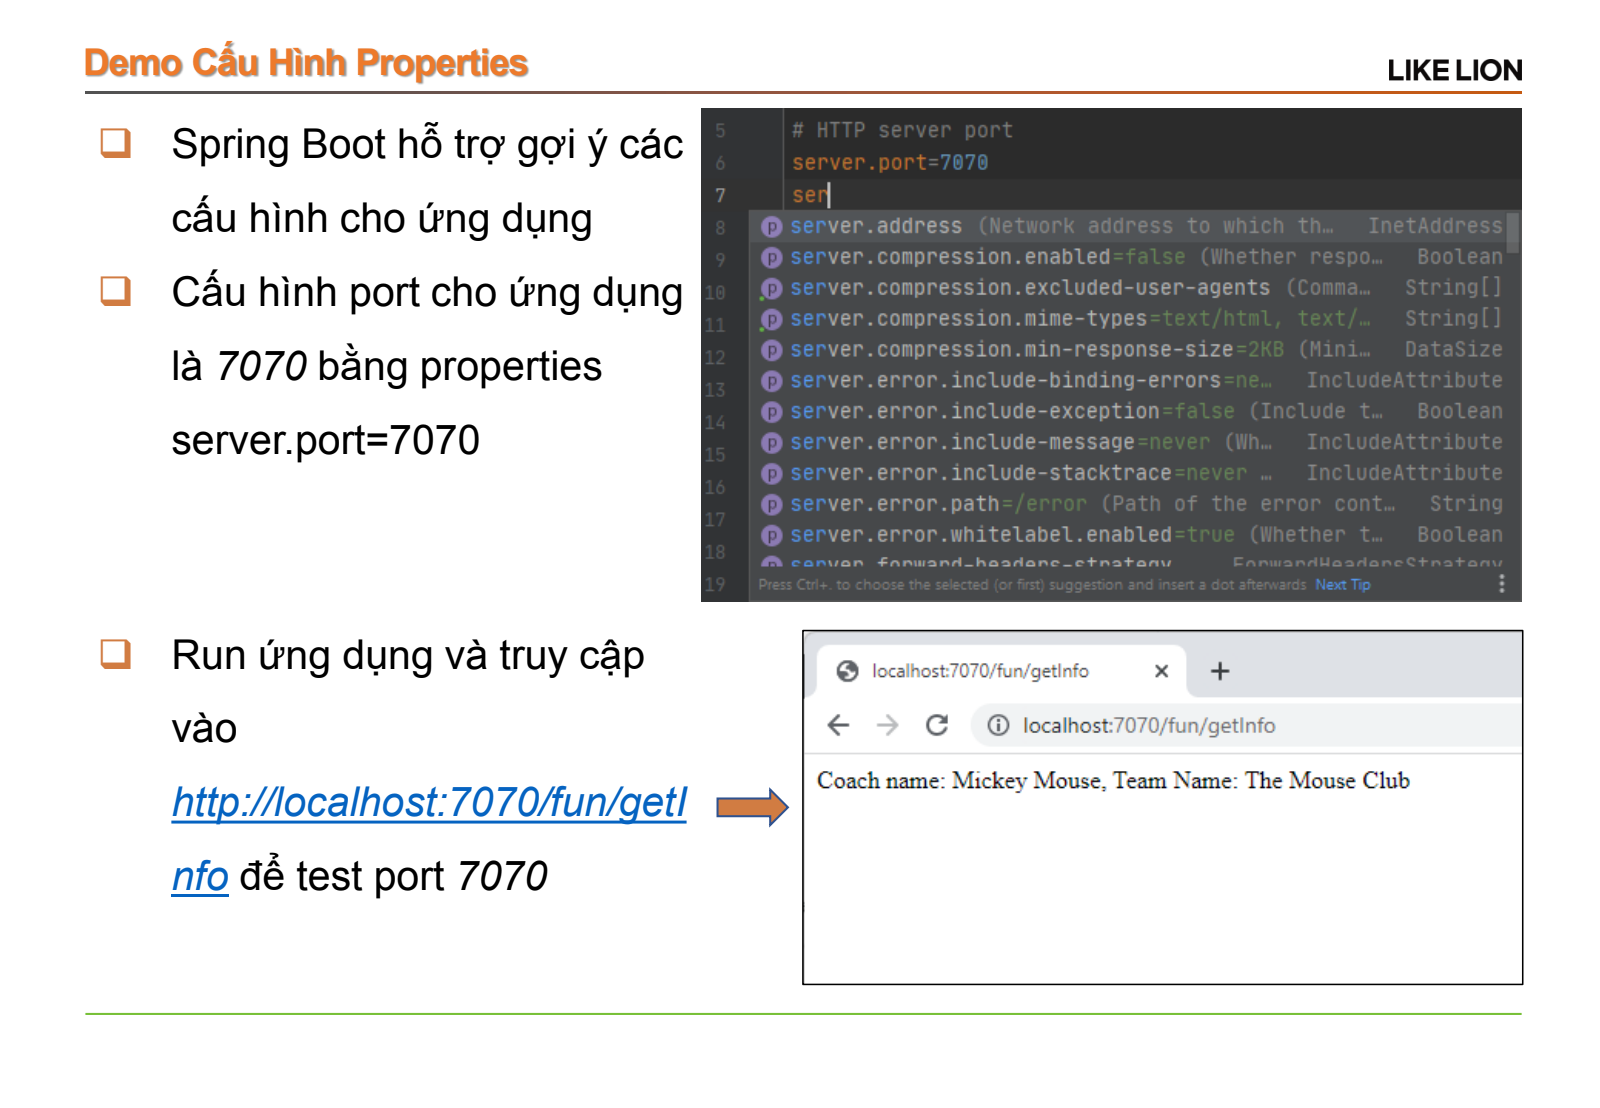 Demo Cấu Hình Properties
LIKE LION
Spring Boot hỗ trợ gợi ý các
cấu hình cho ứng dụng
Cấu hình port cho ứng dụng
là 7070 bằng properties
server.port=7070
5 # HTTP server port
6 server.port=7070
7 ser
8 server.address (Network address to which th… InetAddress
9 server.compression.enabled=false (Whether respo… Boolean
10 server.compression.excluded-user-agents (Comma… String[]
11 server.compression.mime-types=text/html, text/… String[]
12 server.compression.min-response-size=2KB (Mini… DataSize
13 server.error.include-binding-errors=ne… IncludeAttribute
14 server.error.include-exception=false (Include t… Boolean
15 server.error.include-message=never (Wh… IncludeAttribute
16 server.error.include-stacktrace=never … IncludeAttribute
17 server.error.path=/error (Path of the error cont… String
18 server.error.whitelabel.enabled=true (Whether t… Boolean
server.forward-headers-strategy ForwardHeadersStrategy
19 Press Ctrl+. to choose the selected (or first) suggestion and insert a dot afterwards Next Tip
Run ứng dụng và truy cập
vào
http://localhost:7070/fun/getI
nfo để test port 7070
localhost:7070/fun/getInfo
localhost:7070/fun/getInfo
Coach name: Mickey Mouse, Team Name: The Mouse Club